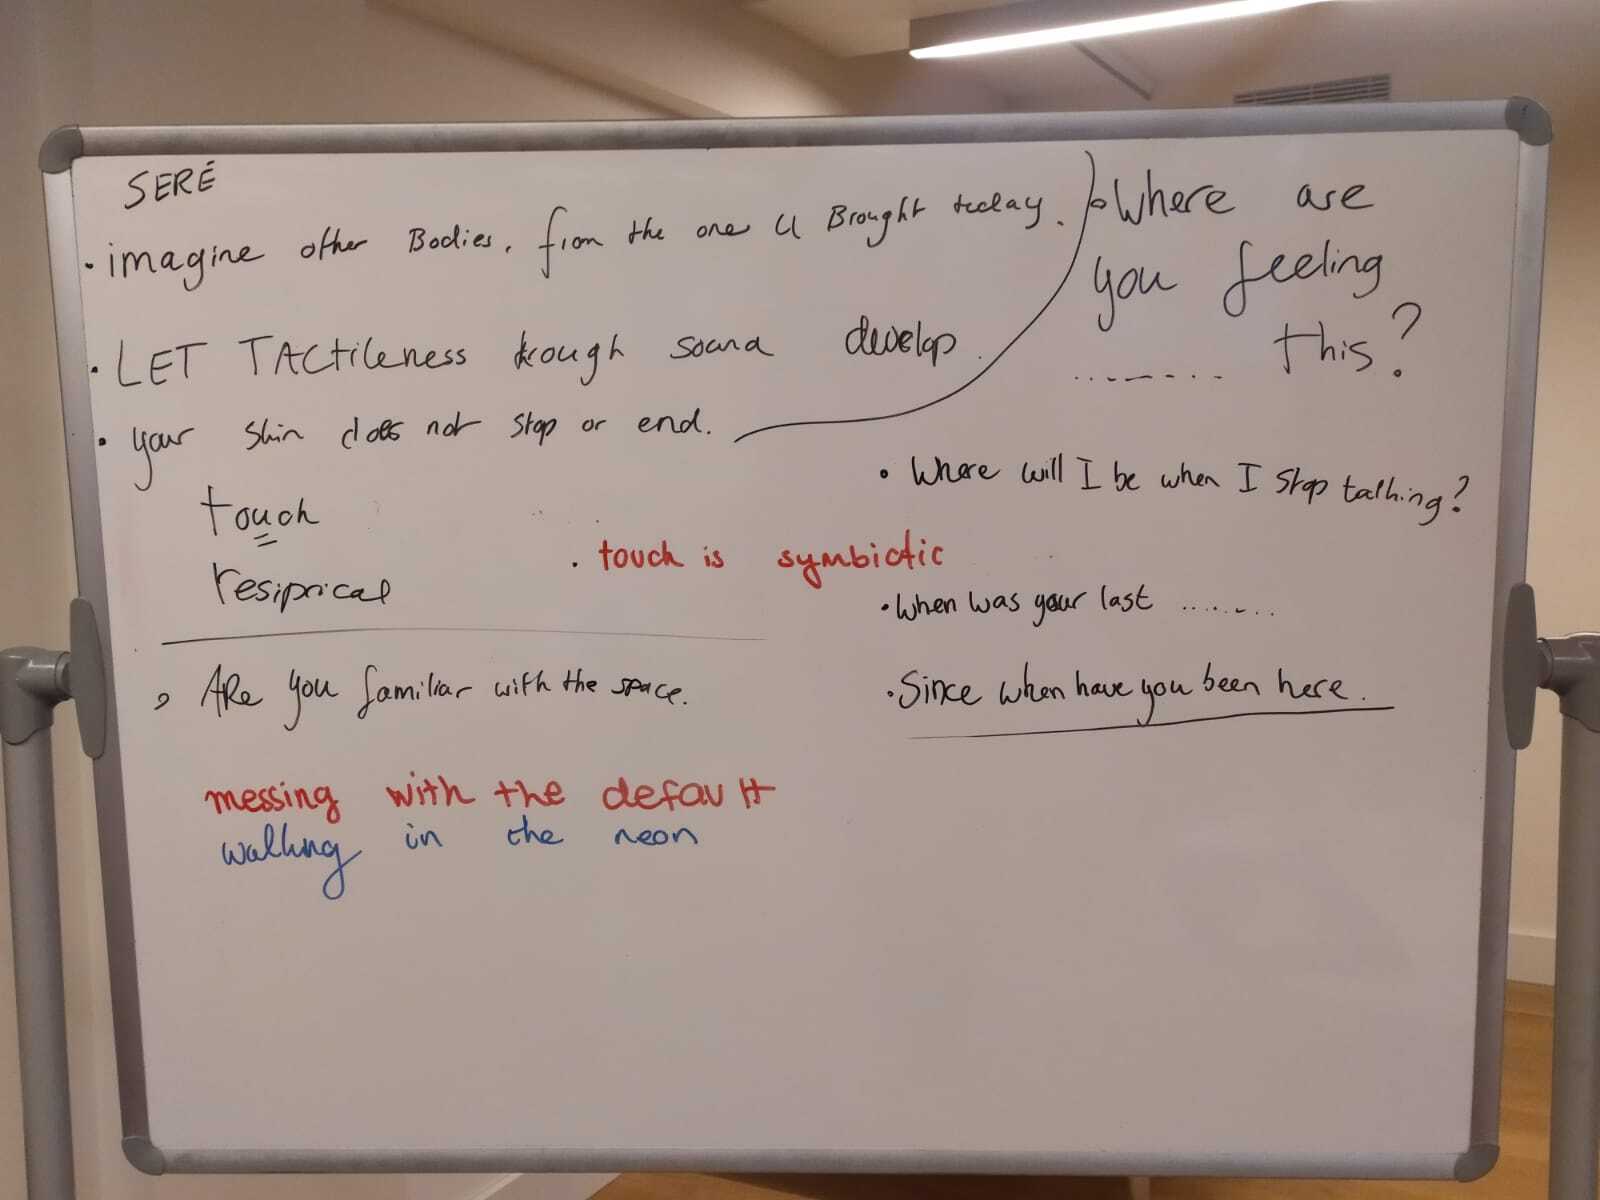 SERÉ
• imagine other Bodies, from the one U Brought today.
• LET TACtileness trough sound develop.
• your skin does not stop or end.
touch
resiprical
• Are you familiar with the space.
messing with the default
walking in the neon
• Where are
you feeling
......... this?
• Where will I be when I stop talking?
• touch is symbiotic
• When was your last ........
• Since when have you been here.